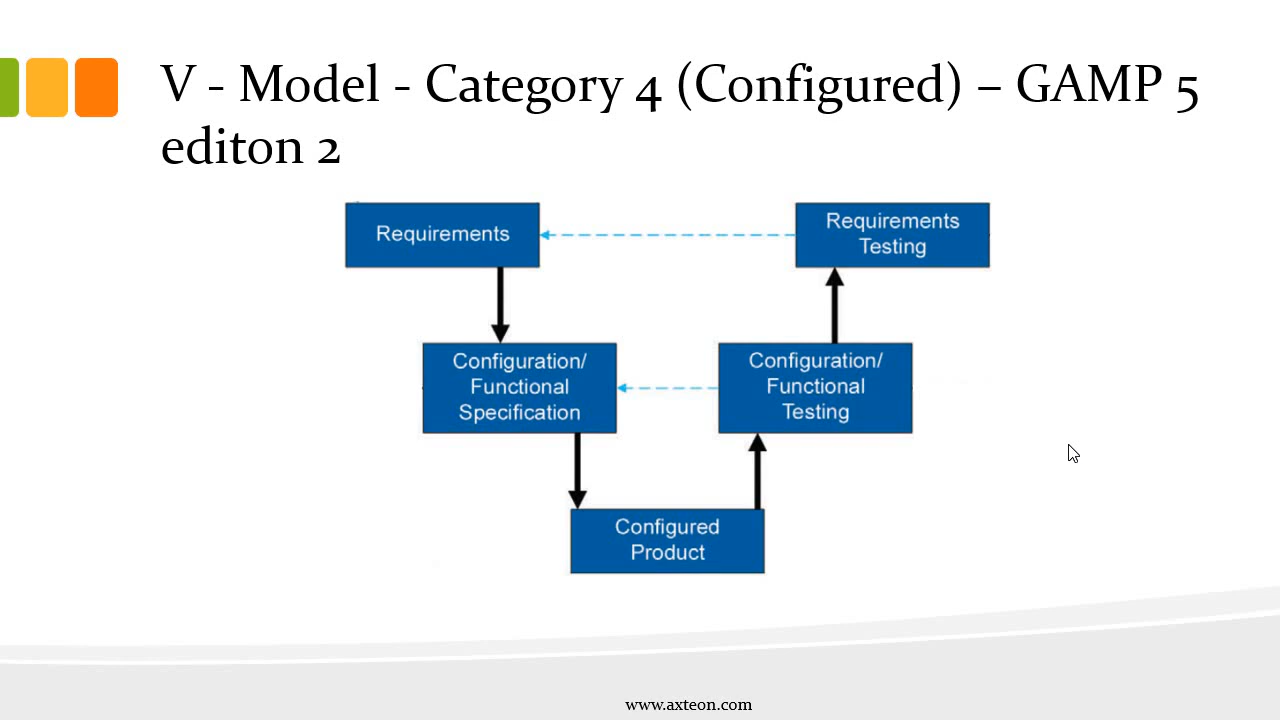 V - Model - Category 4 (Configured) – GAMP 5
editon 2
Requirements
Requirements
Testing
Configuration/
Functional
Specification
Configuration/
Functional
Testing
Configured
Product
www.axteon.com